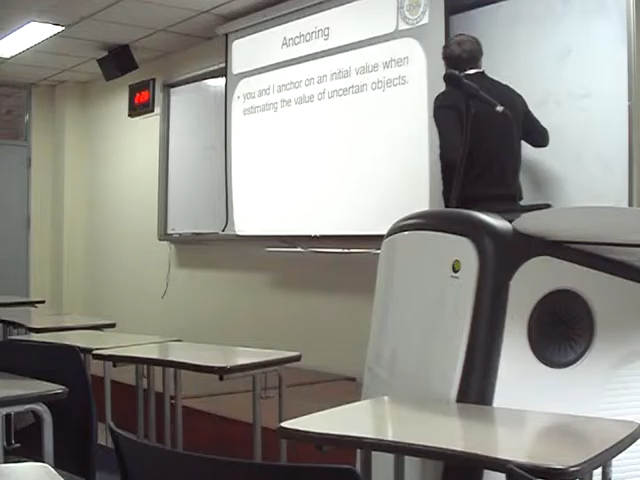 Anchoring
• you and I anchor on an initial value when
estimating the value of uncertain objects.